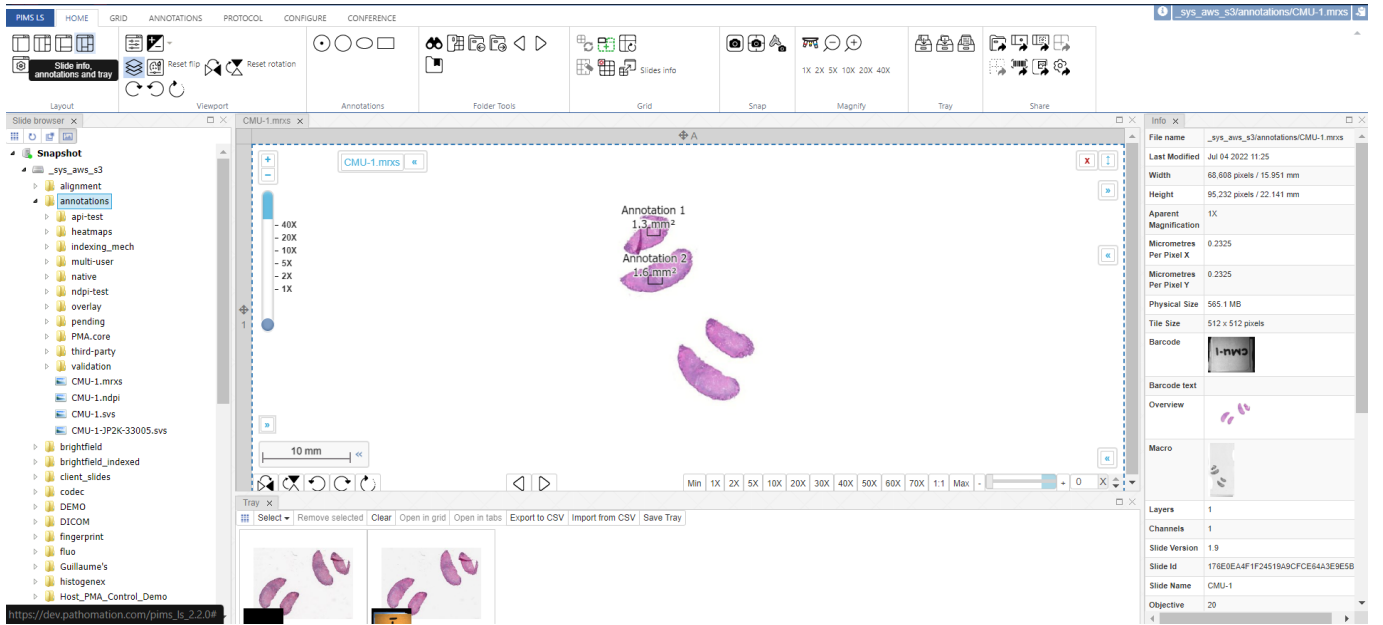 PIMS LS HOME GRID ANNOTATIONS PROTOCOL CONFIGURE CONFERENCE
_sys_aws_s3/annotations/CMU-1.mrxs
Slide info,
annotations and tray
Reset flip
Reset rotation
Slides info
1X 2X 5X 10X 20X 40X
Layout Viewport Annotations Folder Tools Grid Snap Magnify Tray Share
Slide browser x
Snapshot
_sys_aws_s3
alignment
annotations
api-test
heatmaps
indexing_mech
multi-user
native
ndpi-test
overlay
pending
PMA.core
third-party
validation
CMU-1.mrxs
CMU-1.ndpi
CMU-1.svs
CMU-1-JP2K-33005.svs
brightfield
brightfield_indexed
client_slides
codec
DEMO
DICOM
fingerprint
fluo
Guillaume's
histogenex
Host_PMA_Control_Demo
https://dev.pathomation.com/pims_ls_2.2.0#
CMU-1.mrxs x
A
1
+
CMU-1.mrxs «
x
−
»
«
- 40X
- 20X
- 10X
- 5X
- 2X
- 1X
Annotation 1
1.3 mm²
Annotation 2
1.6 mm²
»
10 mm «
«
Min 1X 2X 5X 10X 20X 30X 40X 50X 60X 70X 1:1 Max - + 0 X
Tray x
Select Remove selected Clear Open in grid Open in tabs Export to CSV Import from CSV Save Tray
Info x
File name _sys_aws_s3/annotations/CMU-1.mrxs
Last Modified Jul 04 2022 11:25
Width 68,608 pixels / 15.951 mm
Height 95,232 pixels / 22.141 mm
Aparent
Magnification 1X
Micrometres
Per Pixel X 0.2325
Micrometres
Per Pixel Y 0.2325
Physical Size 565.1 MB
Tile Size 512 x 512 pixels
Barcode
CMU-1
Barcode text
Overview
Macro
Layers 1
Channels 1
Slide Version 1.9
Slide Id 176E0EA4F1F24519A9CFCE64A3E9E5B
Slide Name CMU-1
Objective 20